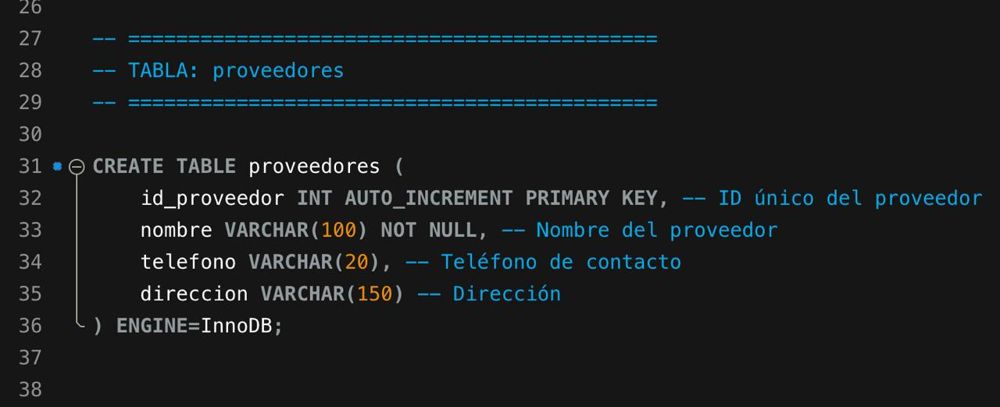 26
27 -- ============================================
28 -- TABLA: proveedores
29 -- ============================================
30
31 CREATE TABLE proveedores (
32 id_proveedor INT AUTO_INCREMENT PRIMARY KEY, -- ID único del proveedor
33 nombre VARCHAR(100) NOT NULL, -- Nombre del proveedor
34 telefono VARCHAR(20), -- Teléfono de contacto
35 direccion VARCHAR(150) -- Dirección
36 ) ENGINE=InnoDB;
37
38